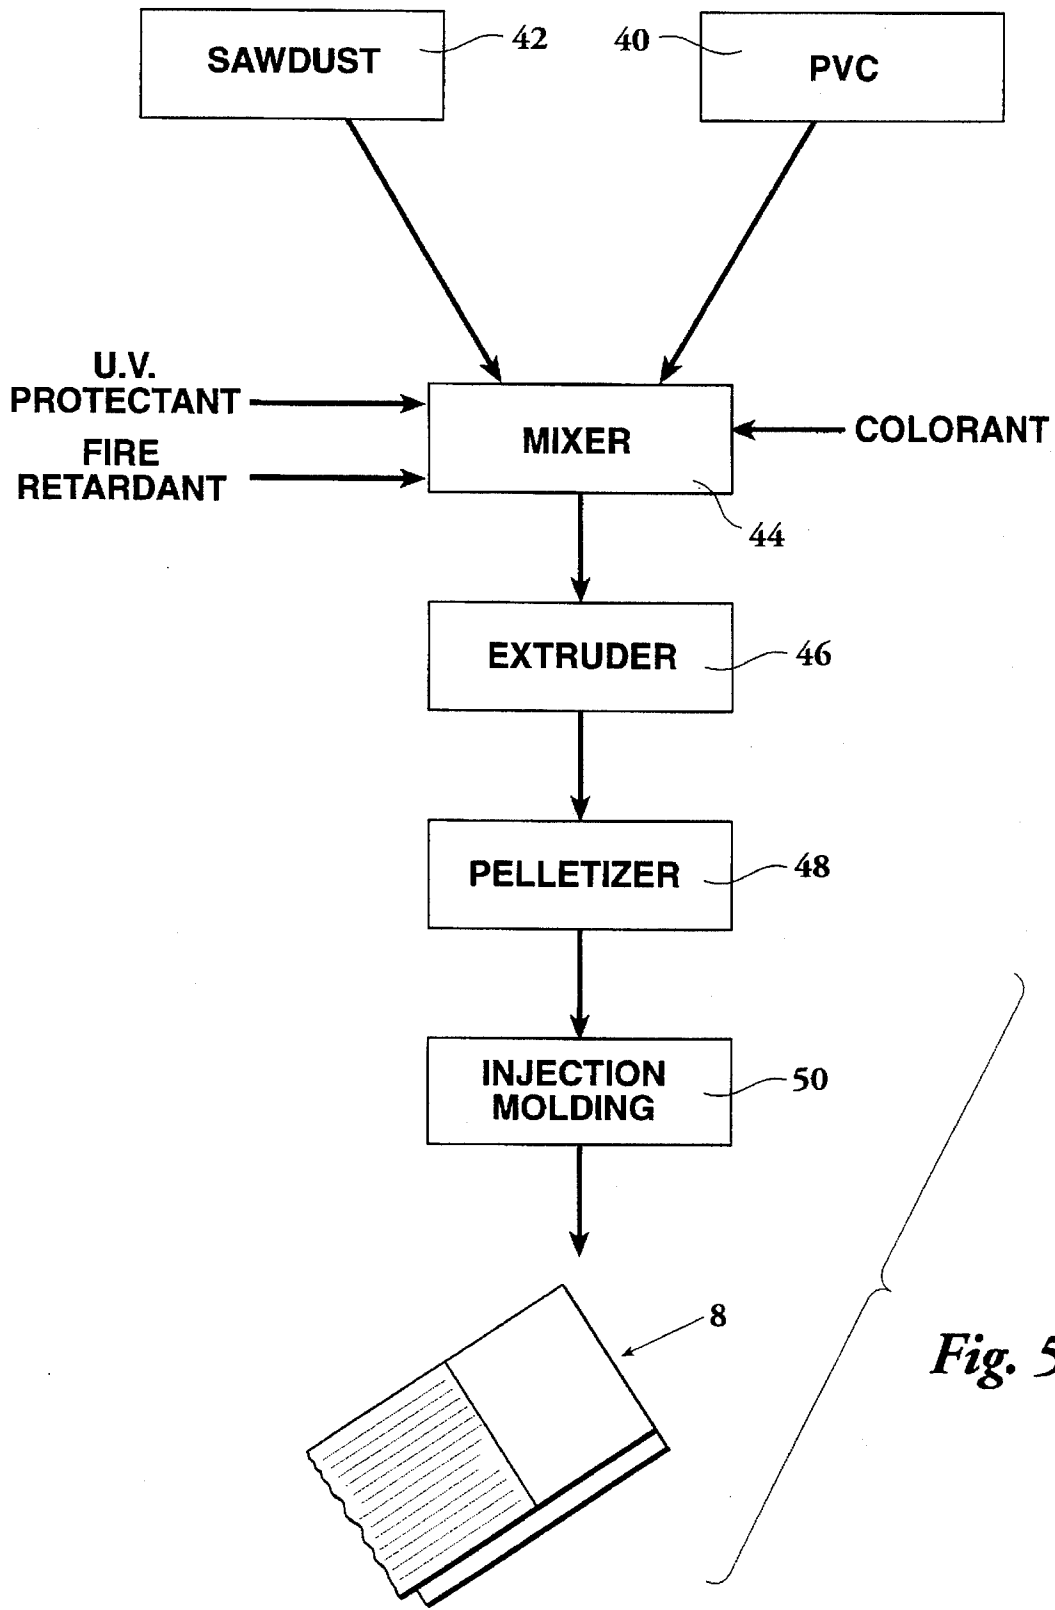 SAWDUST
42
40
PVC
U.V.
PROTECTANT
FIRE
RETARDANT
MIXER
COLORANT
44
EXTRUDER
46
PELLETIZER
48
INJECTION
MOLDING
50
8
Fig. 5